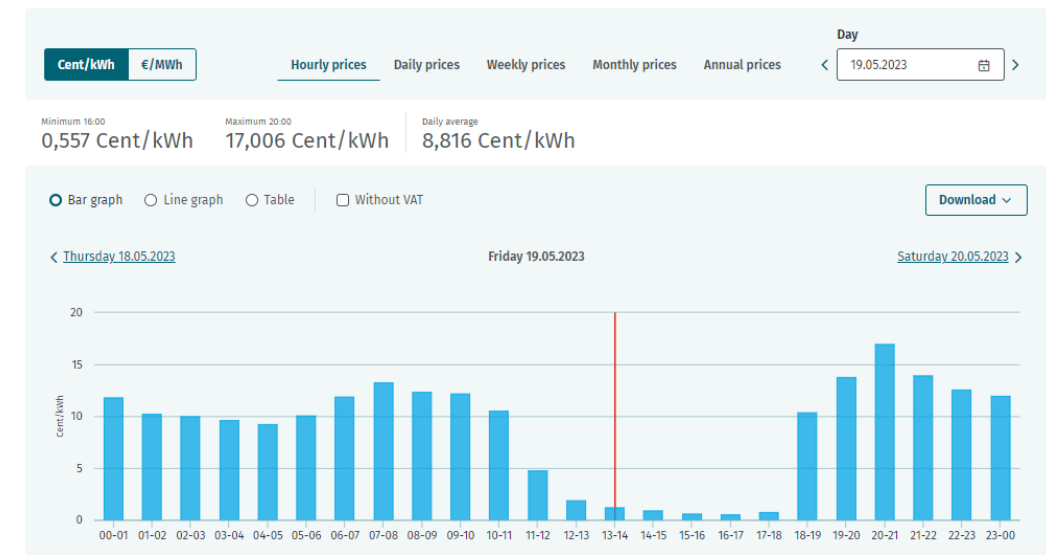 Day
Cent/kWh €/MWh Hourly prices Daily prices Weekly prices Monthly prices Annual prices 19.05.2023
Minimum 16:00 Maximum 20:00 Daily average
0,557 Cent/kWh 17,006 Cent/kWh 8,816 Cent/kWh
Bar graph Line graph Table Without VAT Download
Thursday 18.05.2023 Friday 19.05.2023 Saturday 20.05.2023
20
15
10
5
0
Cent/kWh
00-01 01-02 02-03 03-04 04-05 05-06 06-07 07-08 08-09 09-10 10-11 11-12 12-13 13-14 14-15 15-16 16-17 17-18 18-19 19-20 20-21 21-22 22-23 23-00